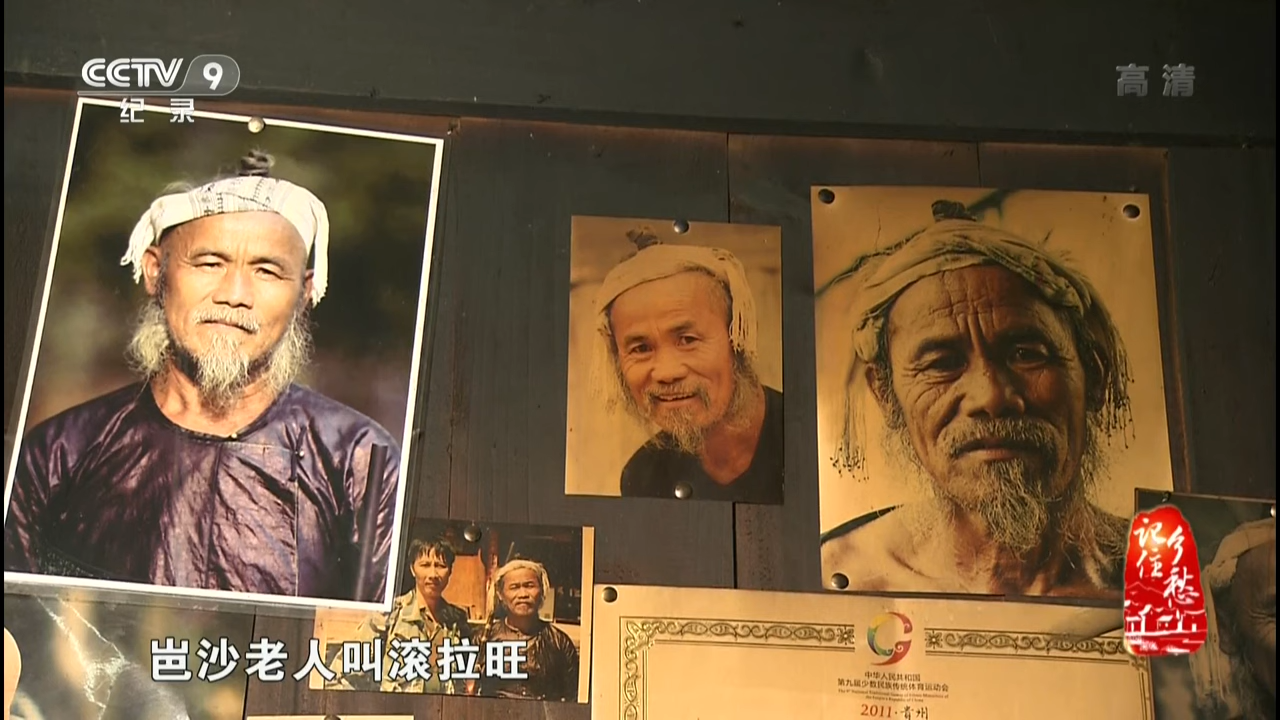 CCTV 9
纪录
高清
记住
乡愁
岜沙老人叫滚拉旺
中华人民共和国
第九届少数民族传统体育运动会
2011·贵州